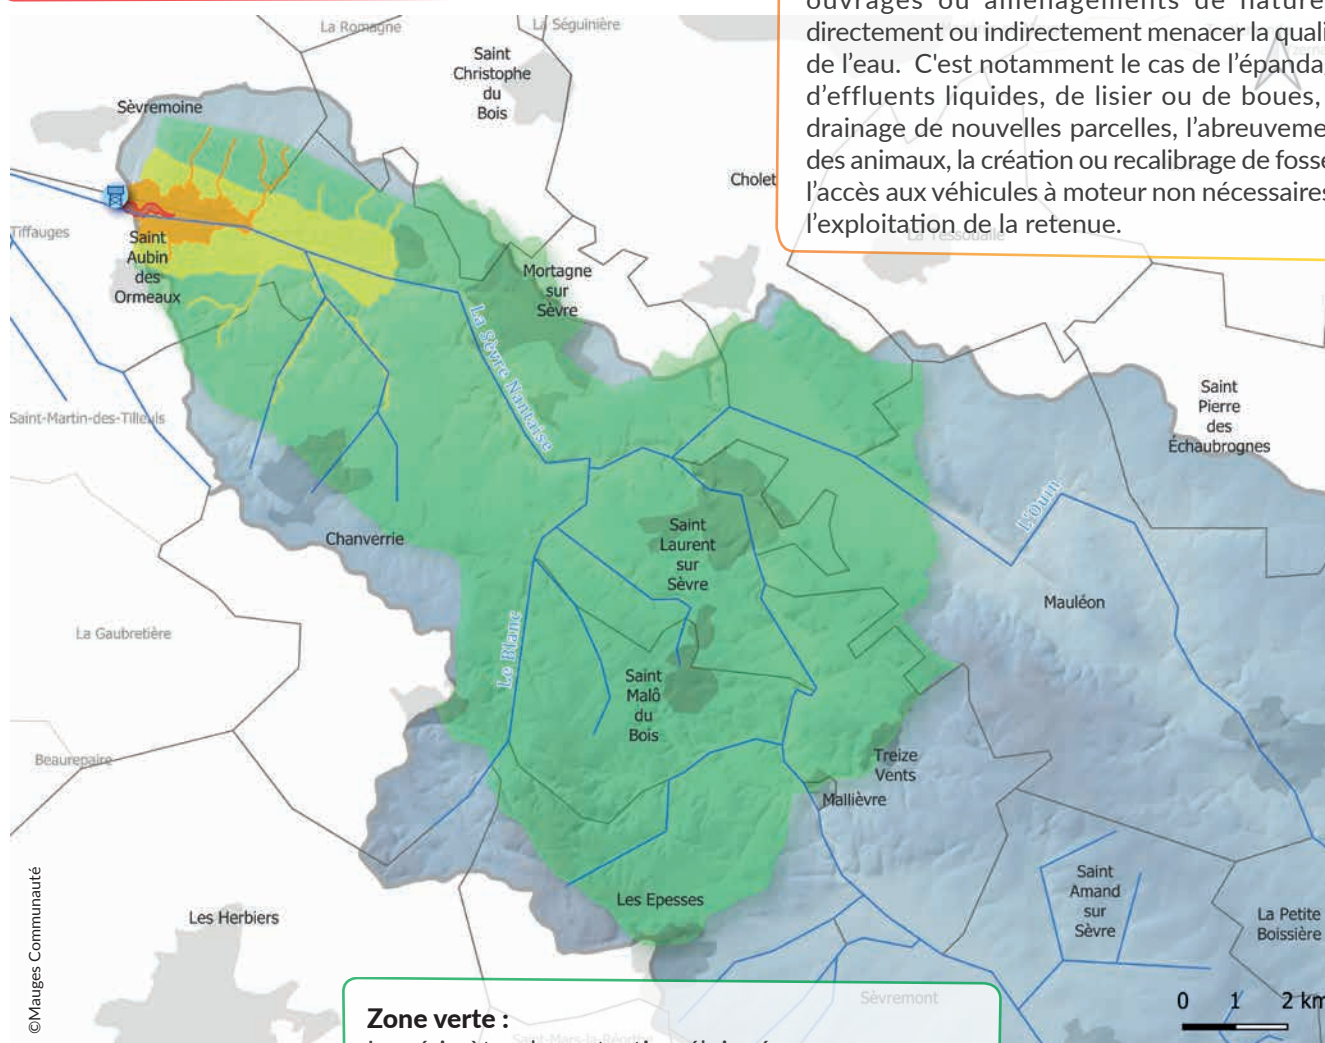 ouvrages ou aménagements de nature
directement ou indirectement menacer la quali
de l’eau. C'est notamment le cas de l’épanda
d’effluents liquides, de lisier ou de boues,
drainage de nouvelles parcelles, l’abreuveme
des animaux, la création ou recalibrage de fossé
l’accès aux véhicules à moteur non nécessaires
l’exploitation de la retenue.
La Romagne
La Séguinière
Saint
Christophe
du
Bois
Sèvremoine
Cholet
La Tessoualle
Tiffauges
Saint
Aubin
des
Ormeaux
Mortagne
sur
Sèvre
La Sèvre Nantaise
Saint-Martin-des-Tilleuls
Saint
Pierre
des
Échaubrognes
L'Ouin
Chanverrie
Saint
Laurent
sur
Sèvre
Mauléon
La Gaubretière
Le Blanc
Saint
Malô
du
Bois
Beaurepaire
Treize
Vents
Mallièvre
Les Epesses
Saint
Amand
sur
Sèvre
La Petite
Boissière
Les Herbiers
©Mauges Communauté
Sèvremont
0 1 2 km
Zone verte :